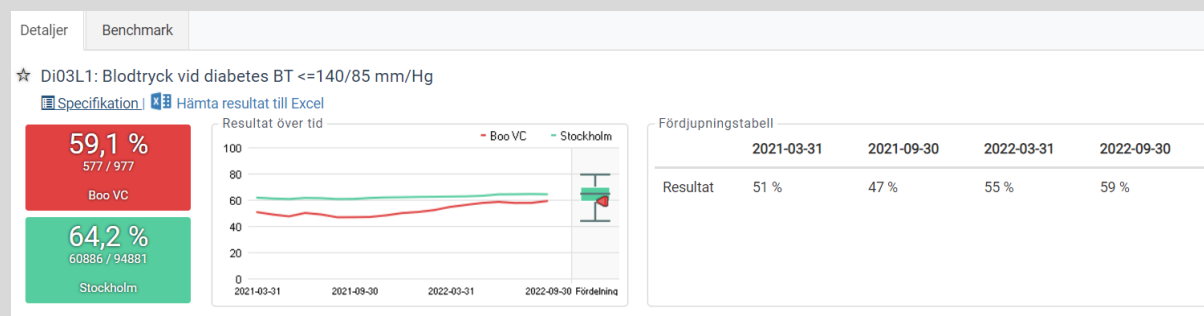 Detaljer Benchmark
☆ Di03L1: Blodtryck vid diabetes BT <=140/85 mm/Hg
Specifikation | Hämta resultat till Excel
59,1 %
577 / 977
Boo VC
64,2 %
60886 / 94881
Stockholm
Resultat över tid
- Boo VC - Stockholm
100
80
60
40
20
0
2021-03-31 2021-09-30 2022-03-31 2022-09-30 Fördelning
Fördjupningstabell
2021-03-31 2021-09-30 2022-03-31 2022-09-30
Resultat 51 % 47 % 55 % 59 %